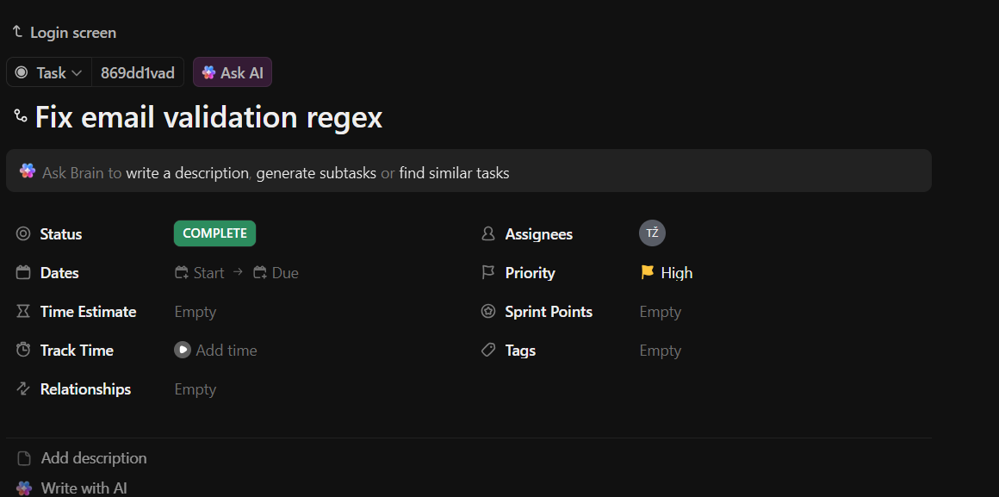 Login screen
Task 869dd1vad Ask AI
Fix email validation regex
Ask Brain to write a description, generate subtasks or find similar tasks
Status COMPLETE Assignees TŽ
Dates Start → Due Priority High
Time Estimate Empty Sprint Points Empty
Track Time Add time Tags Empty
Relationships Empty
Add description
Write with AI